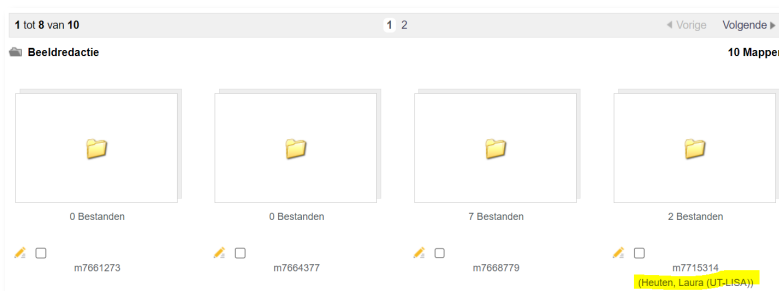 1 tot 8 van 10
1 2
Vorige Volgende
Beeldredactie
10 Mappen
0 Bestanden
0 Bestanden
7 Bestanden
2 Bestanden
m7661273
m7664377
m7668779
m7715314
(Heuten, Laura (UT-LISA))